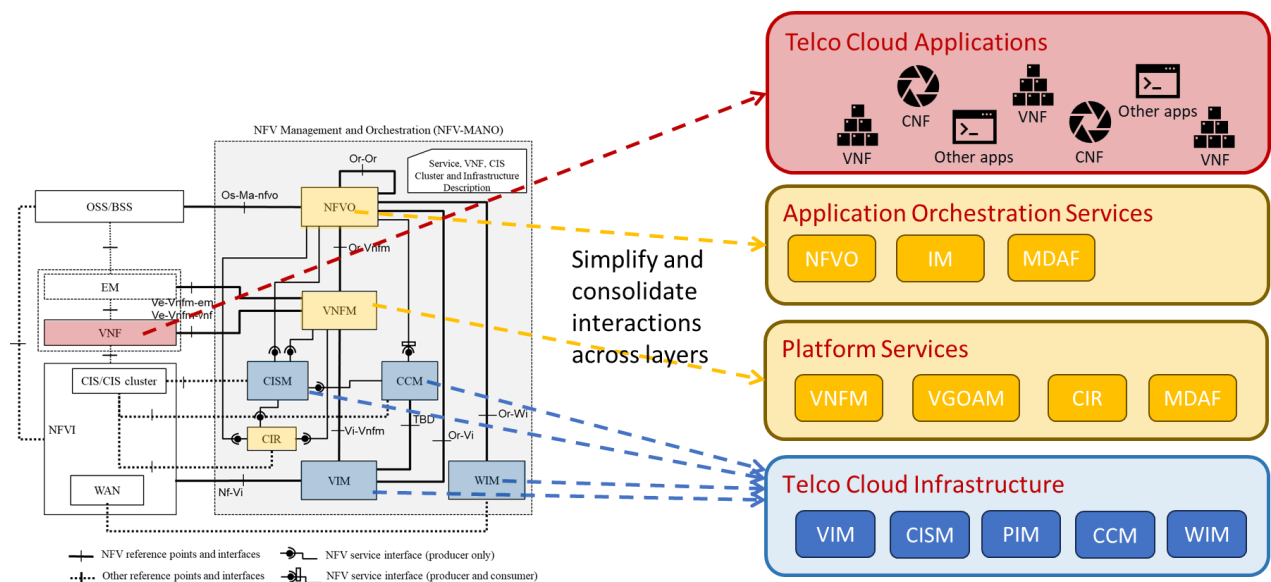 NFV Management and Orchestration (NFV-MANO)
Or-Or
Service, VNF, CIS
Cluster and Infrastructure
Description
Os-Ma-nfvo
OSS/BSS
NFVO
Or-Vnfm
EM
Ve-Vnfm-em
Ve-Vnfm-vnf
VNF
VNFM
CIS/CIS cluster
CISM
CCM
NFVI
CIR
Vi-Vnfm
TBD
Or-Vi
Or-Wi
WAN
Nf-Vi
VIM
WIM
NFV reference points and interfaces
NFV service interface (producer only)
Other reference points and interfaces
NFV service interface (producer and consumer)
Simplify and
consolidate
interactions
across layers
Telco Cloud Applications
VNF
CNF
Other apps
VNF
CNF
Other apps
VNF
Application Orchestration Services
NFVO
IM
MDAF
Platform Services
VNFM
VGOAM
CIR
MDAF
Telco Cloud Infrastructure
VIM
CISM
PIM
CCM
WIM